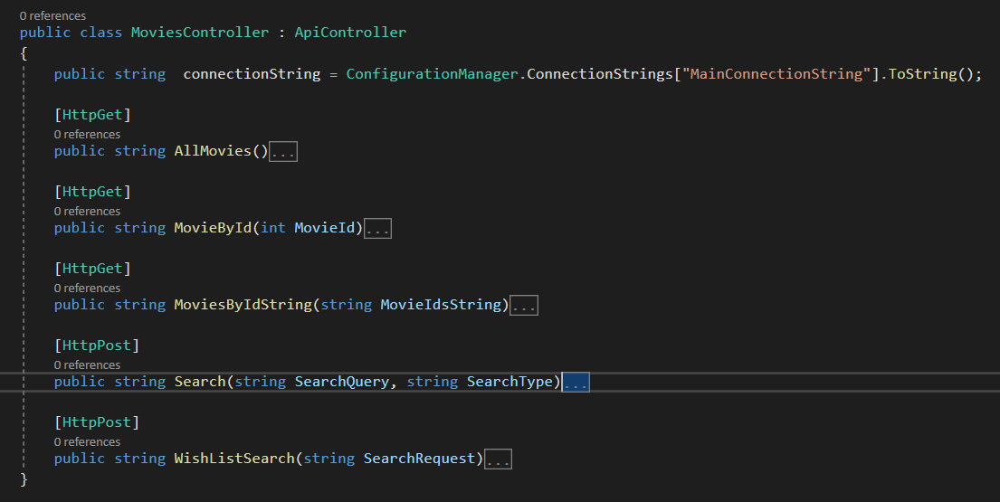 0 references
public class MoviesController : ApiController
{
public string  connectionString = ConfigurationManager.ConnectionStrings["MainConnectionString"].ToString();
[HttpGet]
0 references
public string AllMovies()...
[HttpGet]
0 references
public string MovieById(int MovieId)...
[HttpGet]
0 references
public string MoviesByIdString(string MovieIdsString)...
[HttpPost]
0 references
public string Search(string SearchQuery, string SearchType)...
[HttpPost]
0 references
public string WishListSearch(string SearchRequest)...
}